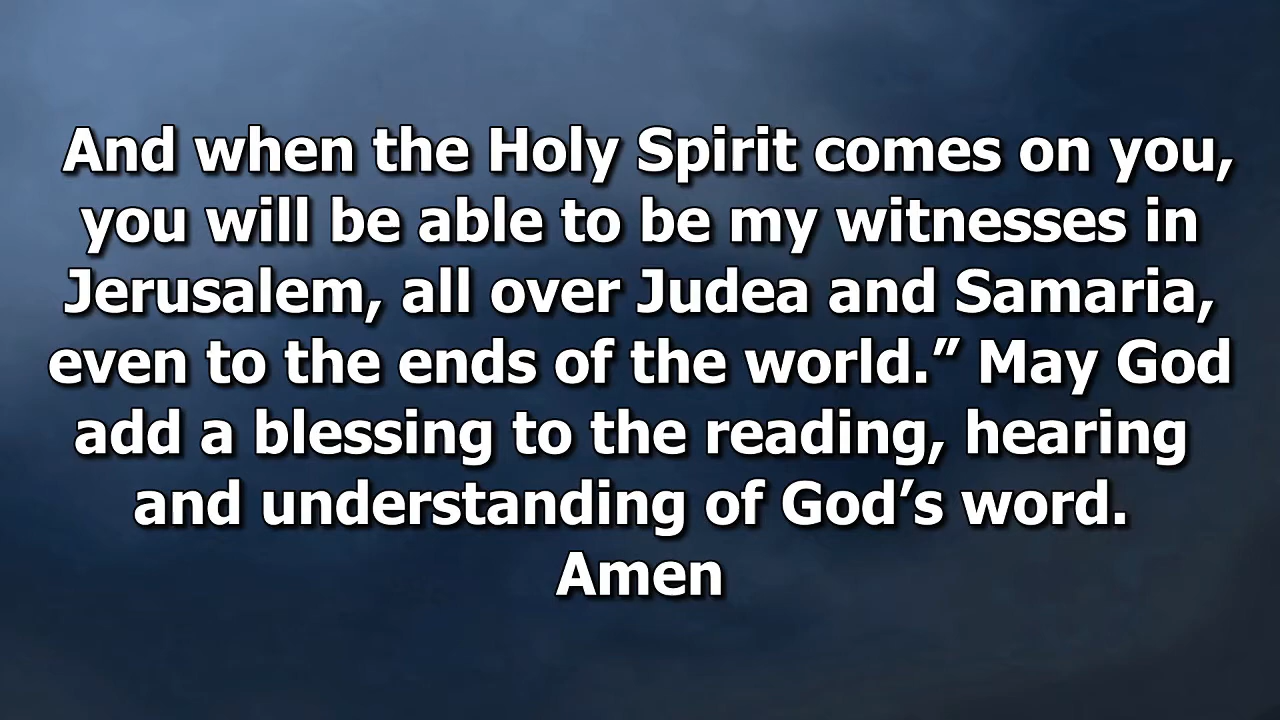 And when the Holy Spirit comes on you,
you will be able to be my witnesses in
Jerusalem, all over Judea and Samaria,
even to the ends of the world.” May God
add a blessing to the reading, hearing
and understanding of God’s word.
Amen